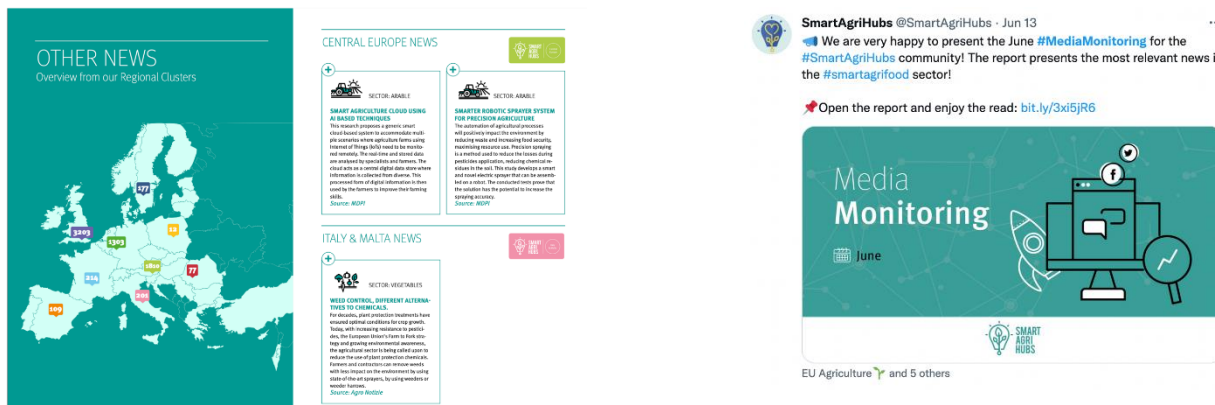 OTHER NEWS
Overview from our Regional Clusters
177
3203
1303
12
1810
77
214
201
109
CENTRAL EUROPE NEWS
SMART
AGRI
HUBS
SECTOR: ARABLE
SMART AGRICULTURE CLOUD USING
AI BASED TECHNIQUES
This research proposes a generic smart
cloud-based system to accommodate multi-
ple scenarios where agriculture farms using
Internet of Things (IoTs) need to be monito-
red remotely. The real-time and stored data
are analysed by specialists and farmers. The
cloud acts as a central digital data store where
information is collected from diverse. This
processed form of digital information is then
used by the farmers to improve their farming
skills.
Source: MDPI
SECTOR: ARABLE
SMARTER ROBOTIC SPRAYER SYSTEM
FOR PRECISION AGRICULTURE
The automation of agricultural processes
will positively impact the environment by
reducing waste and increasing food security,
maximising resource use. Precision spraying
is a method used to reduce the losses during
pesticides application, reducing chemical re-
sidues in the soil. This study develops a smart
and novel electric sprayer that can be assemb-
led on a robot. The conducted tests prove that
the solution has the potential to increase the
spraying accuracy.
Source: MDPI
ITALY & MALTA NEWS
SMART
AGRI
HUBS
SECTOR: VEGETABLES
WEED CONTROL, DIFFERENT ALTERNA-
TIVES TO CHEMICALS.
For decades, plant protection treatments have
ensured optimal conditions for crop growth.
Today, with increasing resistance to pestici-
des, the European Union's Farm to Fork stra-
tegy and growing environmental awareness,
the agricultural sector is being called upon to
reduce the use of plant protection chemicals.
Farmers and contractors can remove weeds
with less impact on the environment by using
state-of-the-art sprayers, by using weeders or
weeder harrows.
Source: Agro Notizie
SmartAgriHubs @SmartAgriHubs · Jun 13
We are very happy to present the June #MediaMonitoring for the
#SmartAgriHubs community! The report presents the most relevant news i
the #smartagrifood sector!
Open the report and enjoy the read: bit.ly/3xi5jR6
Media
Monitoring
June
SMART
AGRI
HUBS
EU Agriculture and 5 others